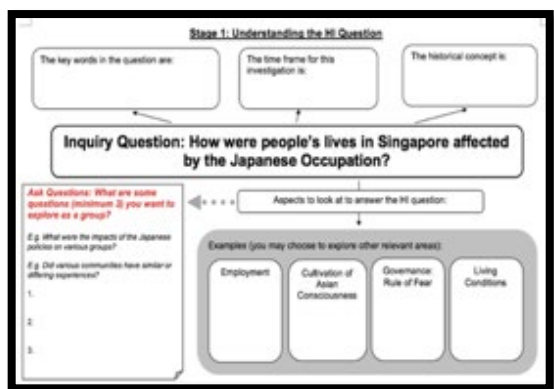 Stage 1: Understanding the HI Question
The key words in the question are:
The time frame for this
investigation is:
The historical concept is:
Inquiry Question: How were people's lives in Singapore affected
by the Japanese Occupation?
Ask Questions: What are some
questions (minimum 3) you want to
explore as a group?
E.g. What were the impacts of the Japanese
policies on various groups?
E.g. Did various communities have similar or
differing experiences?
1.
2.
3.
Aspects to look at to answer the HI question:
Examples (you may choose to explore other relevant areas):
Employment
Cultivation of
Asian
Consciousness
Governance:
Rule of Fear
Living
Conditions